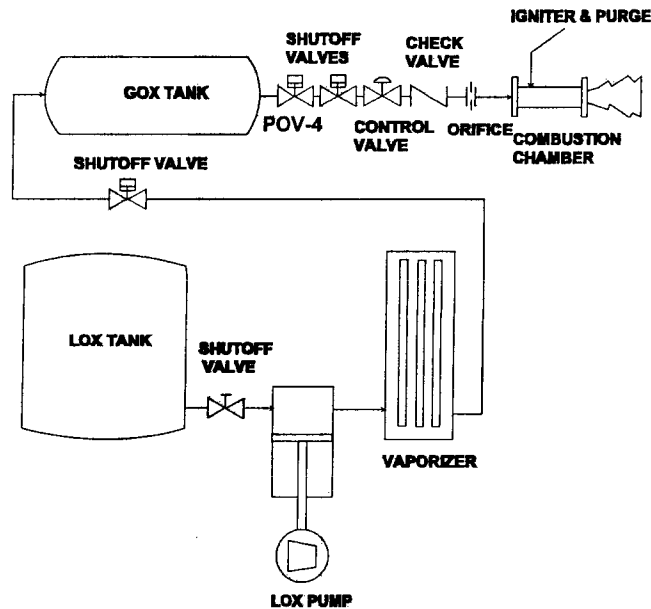 IGNITER & PURGE
SHUTOFF
VALVES
CHECK
VALVE
GOX TANK
POV-4
CONTROL
VALVE
ORIFICE
COMBUSTION
CHAMBER
SHUTOFF VALVE
LOX TANK
SHUTOFF
VALVE
VAPORIZER
LOX PUMP